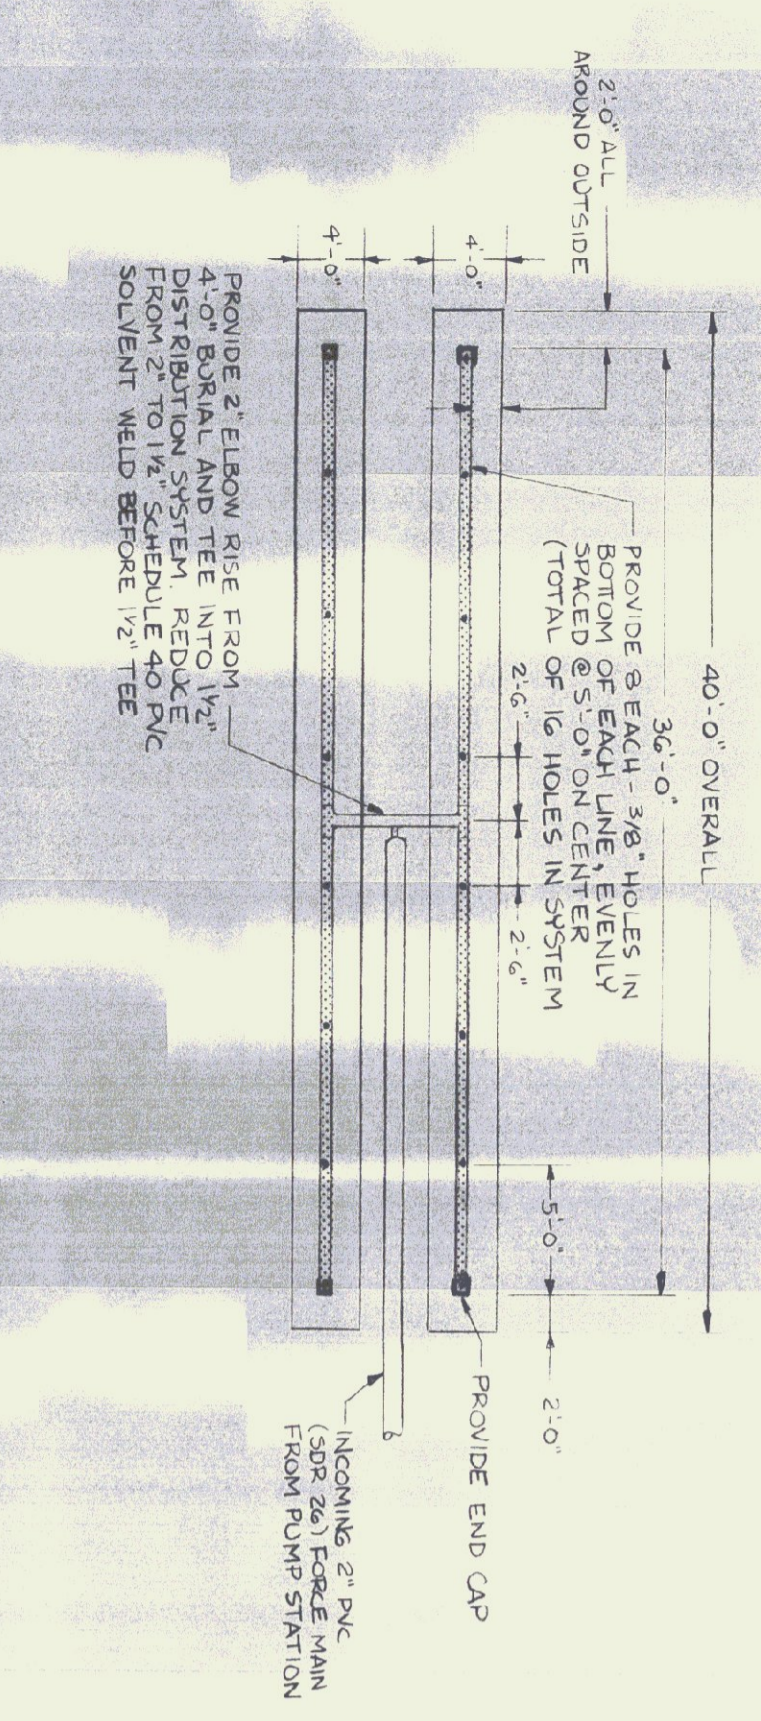 40'-0" OVERALL
36'-0"
2'-0" ALL
AROUND OUTSIDE
PROVIDE 8 EACH - 3/8" HOLES IN
BOTTOM OF EACH LINE, EVENLY
SPACED @ 5'-0" ON CENTER
(TOTAL OF 16 HOLES IN SYSTEM
2'-6"
2'-6"
5'-0"
2'-0"
4'-0"
4'-0"
PROVIDE END CAP
INCOMING 2" PVC
(SDR 26) FORCE MAIN
FROM PUMP STATION
PROVIDE 2" ELBOW RISE FROM
4'-0" BURIAL AND TEE INTO 1½"
DISTRIBUTION SYSTEM. REDUCE
FROM 2" TO 1½" SCHEDULE 40 PVC
SOLVENT WELD BEFORE 1½" TEE